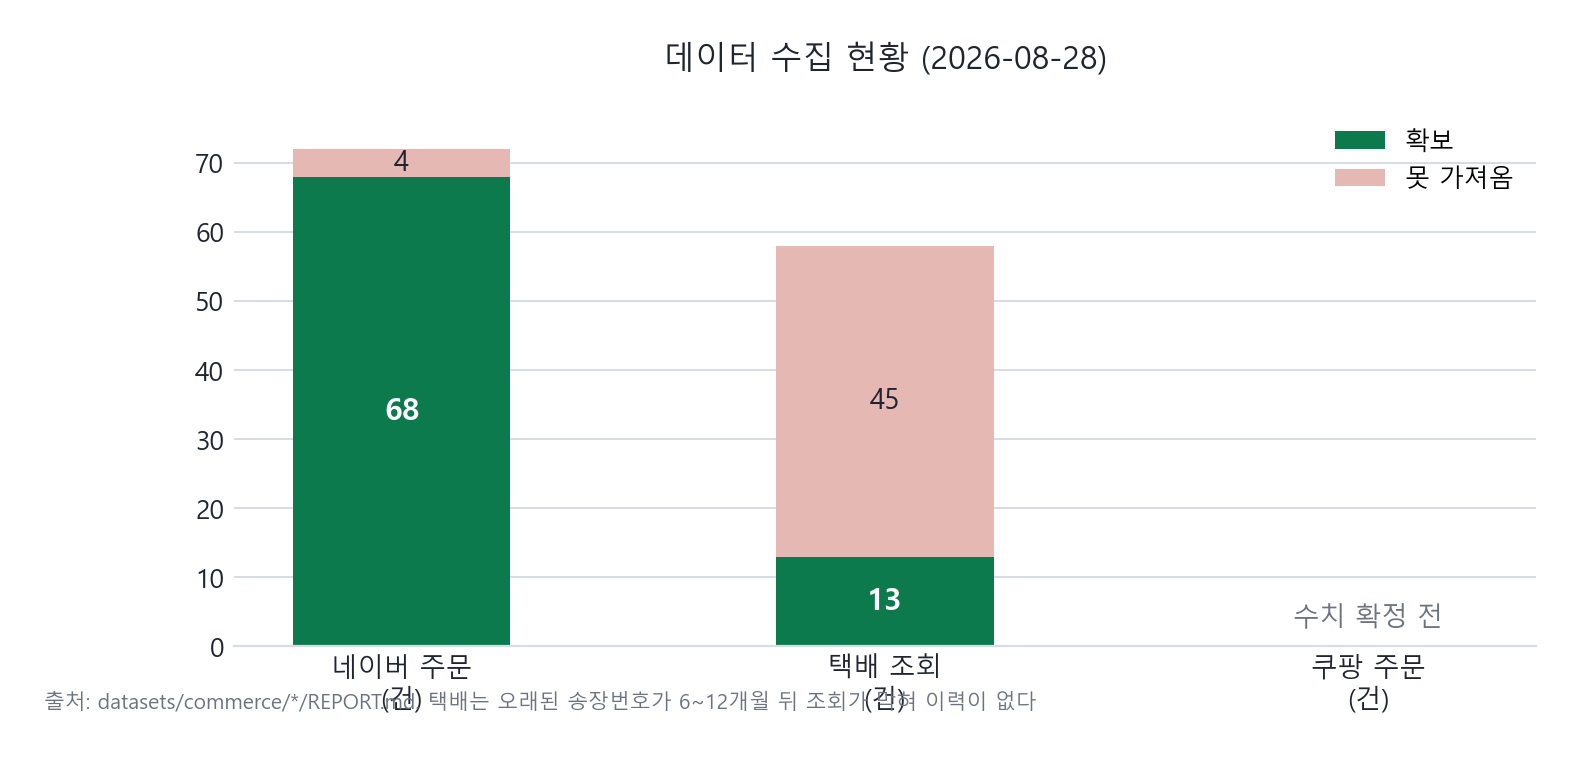 데이터 수집 현황 (2026-08-28)
확보
못 가져옴
70
60
50
40
30
20
10
0
4
68
45
13
수치 확정 전
네이버 주문
(건)
택배 조회
(건)
쿠팡 주문
(건)
출처: datasets/commerce/*/REPORT.md 택배는 오래된 송장번호가 6~12개월 뒤 조회가 막혀 이력이 없다